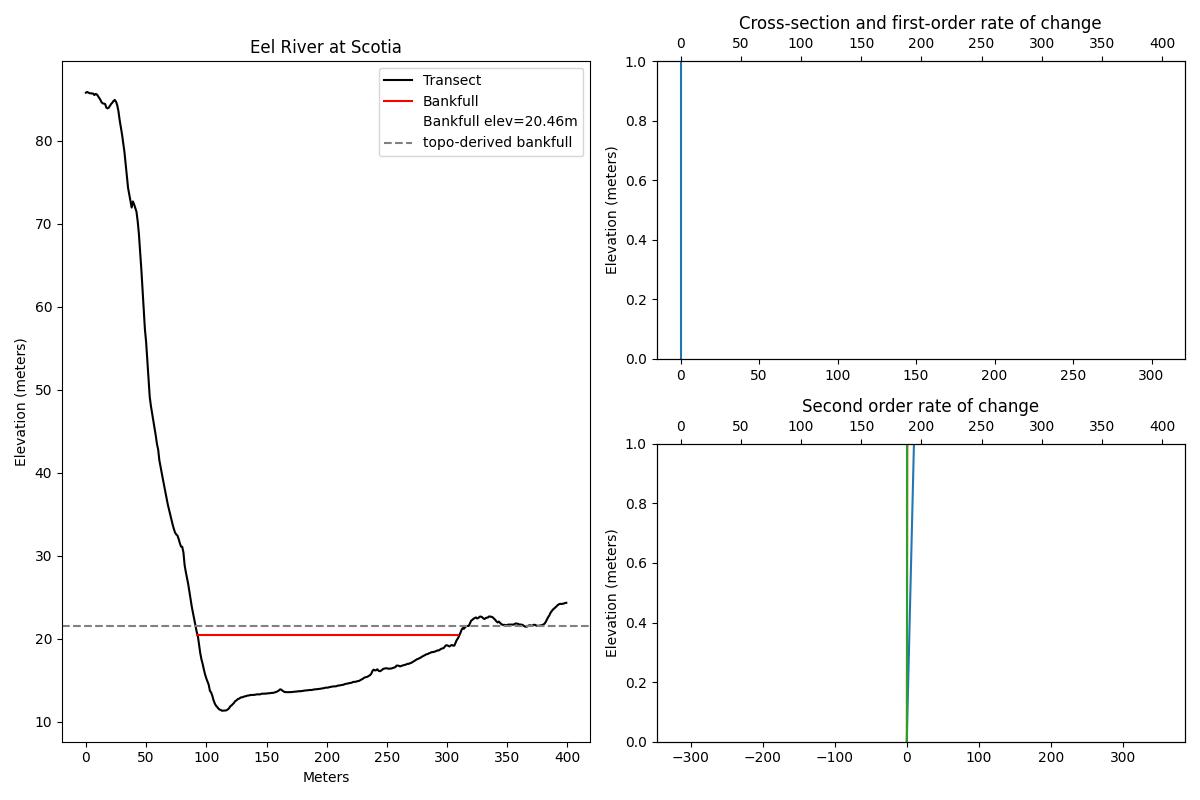 Eel River at Scotia
Transect
Bankfull
Bankfull elev=20.46m
topo-derived bankfull
Elevation (meters)
80
70
60
50
40
30
20
10
0 50 100 150 200 250 300 350 400
Meters
Cross-section and first-order rate of change
0 50 100 150 200 250 300 350 400
Elevation (meters)
1.0
0.8
0.6
0.4
0.2
0.0
0 50 100 150 200 250 300
Second order rate of change
0 50 100 150 200 250 300 350 400
Elevation (meters)
1.0
0.8
0.6
0.4
0.2
0.0
−300 −200 −100 0 100 200 300